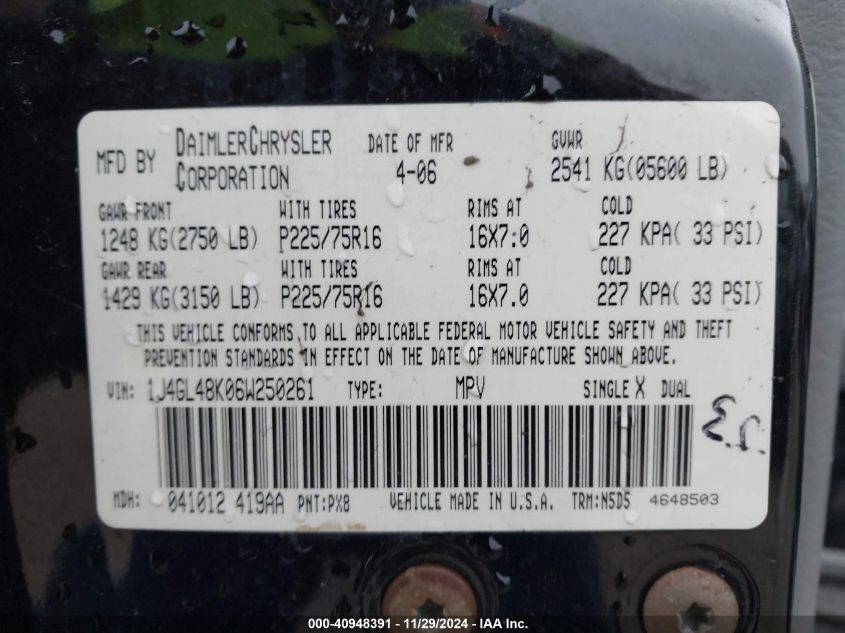 MFD BY DAIMLERCHRYSLER CORPORATION DATE OF MFR 4-06 GVWR 2541 KG(05600 LB)
GAWR FRONT WITH TIRES RIMS AT COLD
1248 KG(2750 LB) P225/75R16 16X7.0 227 KPA( 33 PSI)
GAWR REAR WITH TIRES RIMS AT COLD
1429 KG(3150 LB) P225/75R16 16X7.0 227 KPA( 33 PSI)
THIS VEHICLE CONFORMS TO ALL APPLICABLE FEDERAL MOTOR VEHICLE SAFETY AND THEFT
PREVENTION STANDARDS IN EFFECT ON THE DATE OF MANUFACTURE SHOWN ABOVE.
VIN: 1J4GL48K06W250261 TYPE: MPV SINGLE X DUAL
MDH: 041012 419AA PNT:PX8 VEHICLE MADE IN U.S.A. TRM:N5D5 4648503
000-40948391 - 11/29/2024 - IAA Inc.